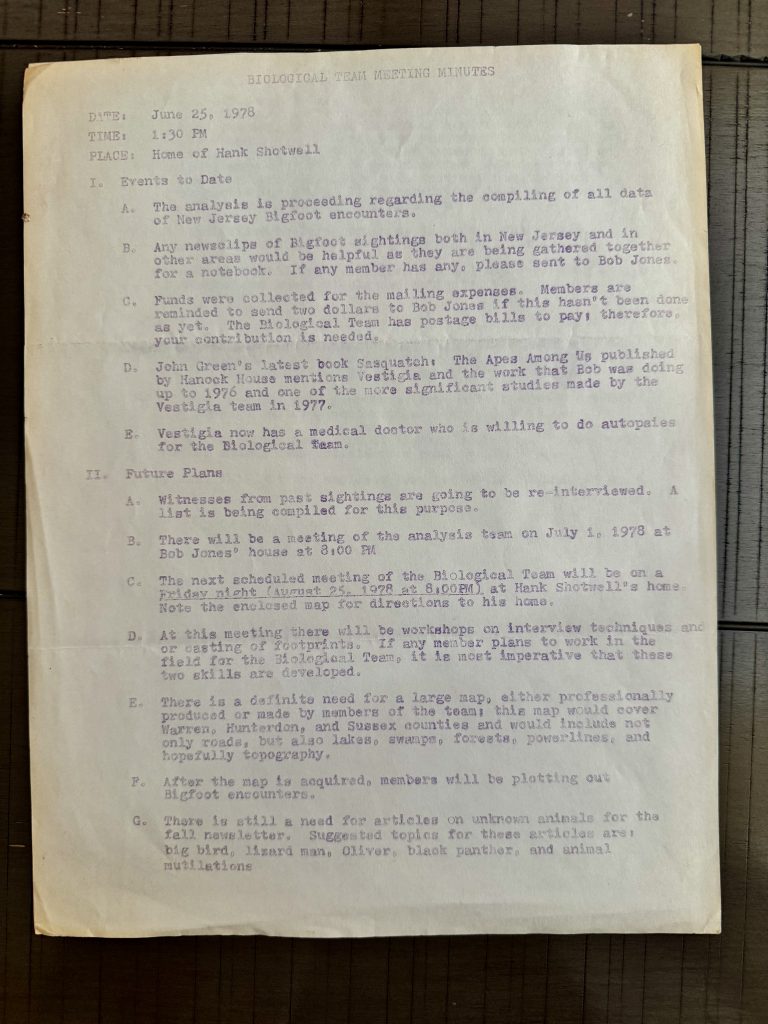 BIOLOGICAL TEAM MEETING MINUTES
DATE: June 25, 1978
TIME: 1:30 PM
PLACE: Home of Hank Shotwell
I. Events to Date
A. The analysis is proceeding regarding the compiling of all data
of New Jersey Bigfoot encounters.
B. Any newsclips of Bigfoot sightings both in New Jersey and in
other areas would be helpful as they are being gathered together
for a notebook. If any member has any, please sent to Bob Jones.
C. Funds were collected for the mailing expenses. Members are
reminded to send two dollars to Bob Jones if this hasn't been done
as yet. The Biological Team has postage bills to pay; therefore,
your contribution is needed.
D. John Green's latest book Sasquatch: The Apes Among Us published
by Hanock House mentions Vestigia and the work that Bob was doing
up to 1976 and one of the more significant studies made by the
Vestigia team in 1977.
E. Vestigia now has a medical doctor who is willing to do autopsies
for the Biological Team.
II. Future Plans
A. Witnesses from past sightings are going to be re-interviewed. A
list is being compiled for this purpose.
B. There will be a meeting of the analysis team on July 1, 1978 at
Bob Jones' house at 8:00 PM
C. The next scheduled meeting of the Biological Team will be on a
Friday night (August 25, 1978 at 8:00PM) at Hank Shotwell's home.
Note the enclosed map for directions to his home.
D. At this meeting there will be workshops on interview techniques and
or casting of footprints. If any member plans to work in the
field for the Biological Team, it is most imperative that these
two skills are developed.
E. There is a definite need for a large map, either professionally
produced or made by members of the team; this map would cover
Warren, Hunterdon, and Sussex counties and would include not
only roads, but also lakes, swamps, forests, powerlines, and
hopefully topography.
F. After the map is acquired, members will be plotting out
Bigfoot encounters.
G. There is still a need for articles on unknown animals for the
fall newsletter. Suggested topics for these articles are:
big bird, lizard man, Oliver, black panther, and animal
mutilations